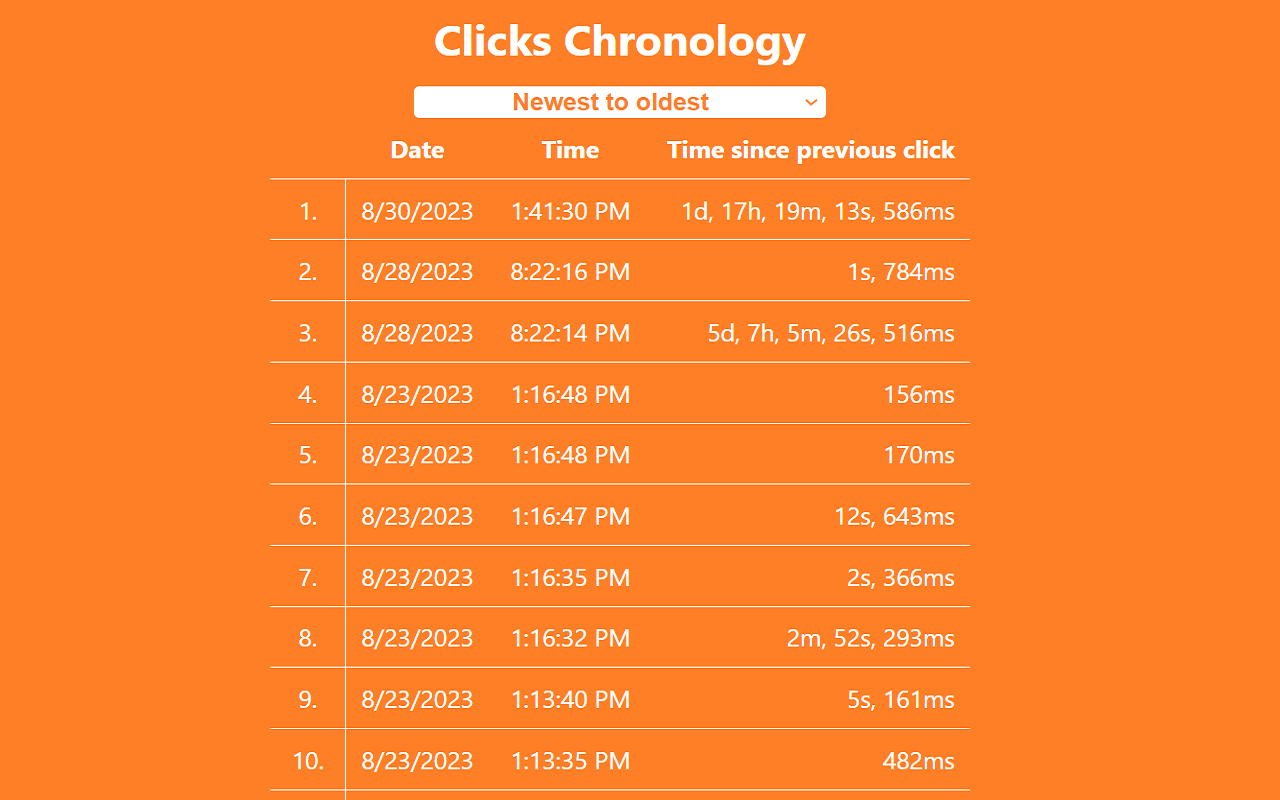 Clicks Chronology
Newest to oldest
Date Time Time since previous click
1. 8/30/2023 1:41:30 PM 1d, 17h, 19m, 13s, 586ms
2. 8/28/2023 8:22:16 PM 1s, 784ms
3. 8/28/2023 8:22:14 PM 5d, 7h, 5m, 26s, 516ms
4. 8/23/2023 1:16:48 PM 156ms
5. 8/23/2023 1:16:48 PM 170ms
6. 8/23/2023 1:16:47 PM 12s, 643ms
7. 8/23/2023 1:16:35 PM 2s, 366ms
8. 8/23/2023 1:16:32 PM 2m, 52s, 293ms
9. 8/23/2023 1:13:40 PM 5s, 161ms
10. 8/23/2023 1:13:35 PM 482ms